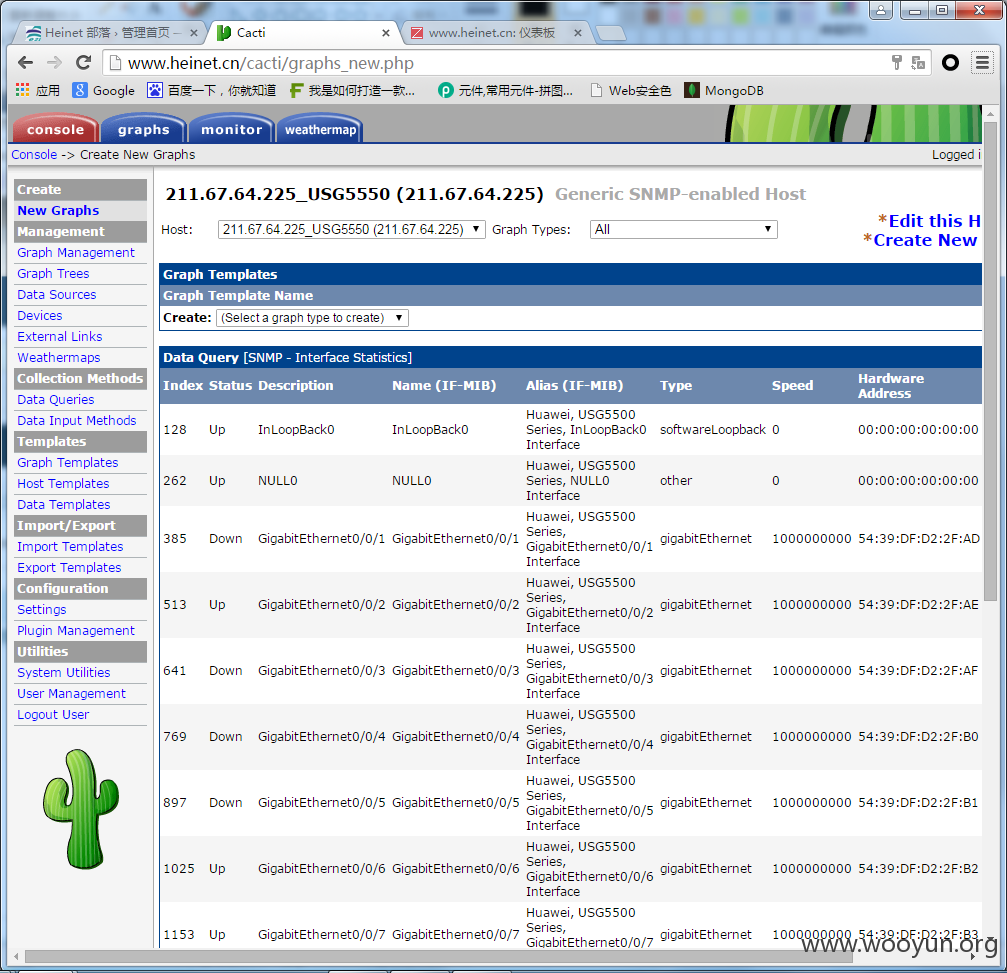 Heinet 部落 › 管理首页 –
Cacti
www.heinet.cn: 仪表板
www.heinet.cn/cacti/graphs_new.php
应用
Google
百度一下，你就知道
我是如何打造一款...
元件,常用元件-拼图...
Web安全色
MongoDB
console
graphs
monitor
weathermap
Console -> Create New Graphs
Logged i
Create
New Graphs
Management
Graph Management
Graph Trees
Data Sources
Devices
External Links
Weathermaps
Collection Methods
Data Queries
Data Input Methods
Templates
Graph Templates
Host Templates
Data Templates
Import/Export
Import Templates
Export Templates
Configuration
Settings
Plugin Management
Utilities
System Utilities
User Management
Logout User
211.67.64.225_USG5550 (211.67.64.225) Generic SNMP-enabled Host
Host: 211.67.64.225_USG5550 (211.67.64.225) Graph Types: All
*Edit this H
*Create New
Graph Templates
Graph Template Name
Create: (Select a graph type to create)
Data Query [SNMP - Interface Statistics]
Index Status Description Name (IF-MIB) Alias (IF-MIB) Type Speed Hardware Address
128 Up InLoopBack0 InLoopBack0 Huawei, USG5500 Series, InLoopBack0 Interface softwareLoopback 0 00:00:00:00:00:00
262 Up NULL0 NULL0 Huawei, USG5500 Series, NULL0 Interface other 0 00:00:00:00:00:00
385 Down GigabitEthernet0/0/1 GigabitEthernet0/0/1 Huawei, USG5500 Series, GigabitEthernet0/0/1 Interface gigabitEthernet 1000000000 54:39:DF:D2:2F:AD
513 Up GigabitEthernet0/0/2 GigabitEthernet0/0/2 Huawei, USG5500 Series, GigabitEthernet0/0/2 Interface gigabitEthernet 1000000000 54:39:DF:D2:2F:AE
641 Down GigabitEthernet0/0/3 GigabitEthernet0/0/3 Huawei, USG5500 Series, GigabitEthernet0/0/3 Interface gigabitEthernet 1000000000 54:39:DF:D2:2F:AF
769 Down GigabitEthernet0/0/4 GigabitEthernet0/0/4 Huawei, USG5500 Series, GigabitEthernet0/0/4 Interface gigabitEthernet 1000000000 54:39:DF:D2:2F:B0
897 Down GigabitEthernet0/0/5 GigabitEthernet0/0/5 Huawei, USG5500 Series, GigabitEthernet0/0/5 Interface gigabitEthernet 1000000000 54:39:DF:D2:2F:B1
1025 Up GigabitEthernet0/0/6 GigabitEthernet0/0/6 Huawei, USG5500 Series, GigabitEthernet0/0/6 Interface gigabitEthernet 1000000000 54:39:DF:D2:2F:B2
1153 Up GigabitEthernet0/0/7 GigabitEthernet0/0/7 Huawei, USG5500 Series, GigabitEthernet0/0/7 gigabitEthernet 1000000000 54:39:DF:D2:2F:B3
www.wooyun.org